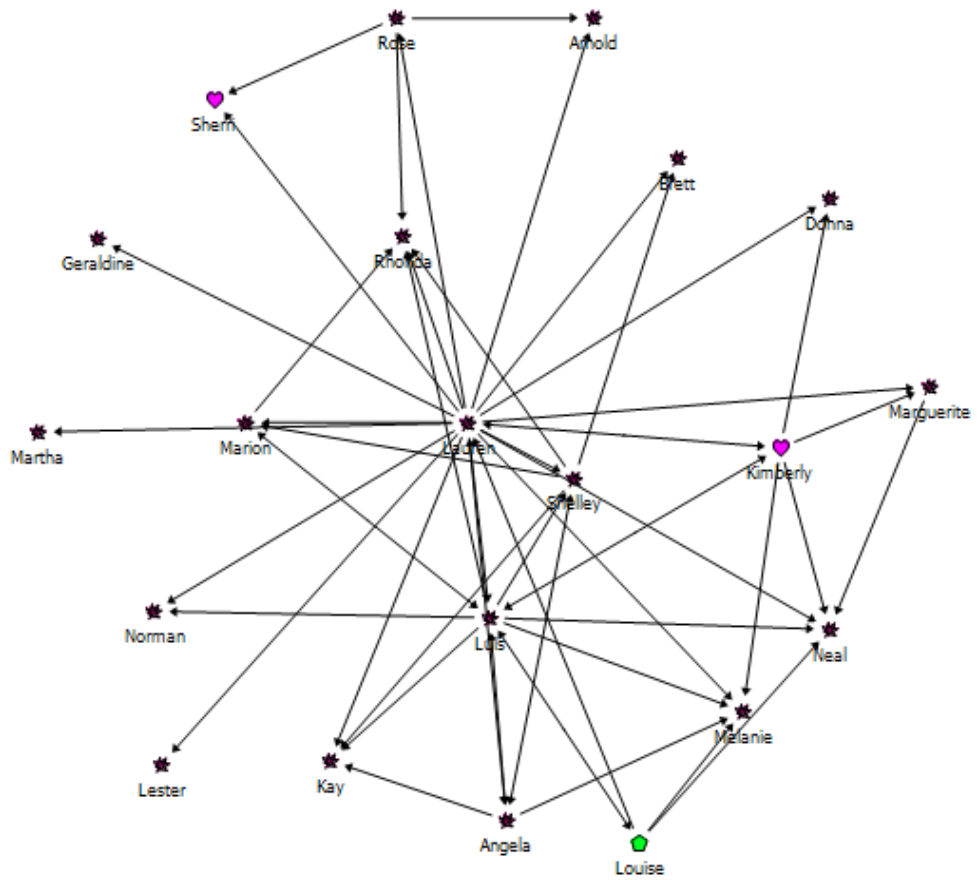 Rose
Arnold
Sherri
Brett
Donna
Geraldine
Rhonda
Marguerite
Martha
Marion
Lauren
Kimberly
Shelley
Norman
Luis
Neal
Melanie
Lester
Kay
Angela
Louise